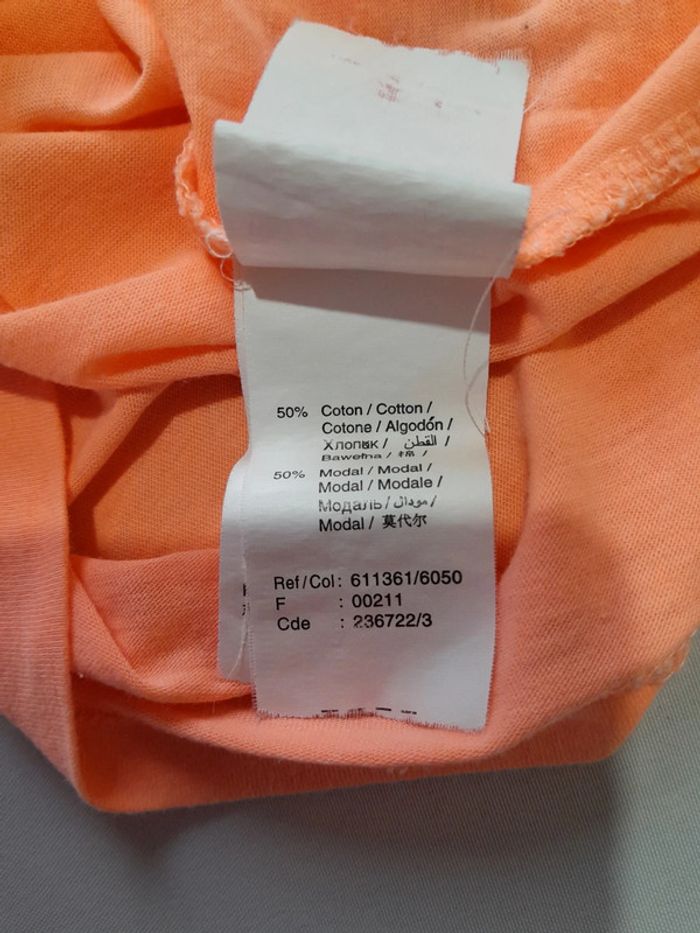 50% Coton / Cotton /
Cotone / Algodón /
Хлопык / القطن /
Bawełna / 棉 /
50% Modal / Modal /
Modal / Modale /
Модаль / مودال /
Modal / 莫代尔
Ref/Col: 611361/6050
F : 00211
Cde : 236722/3